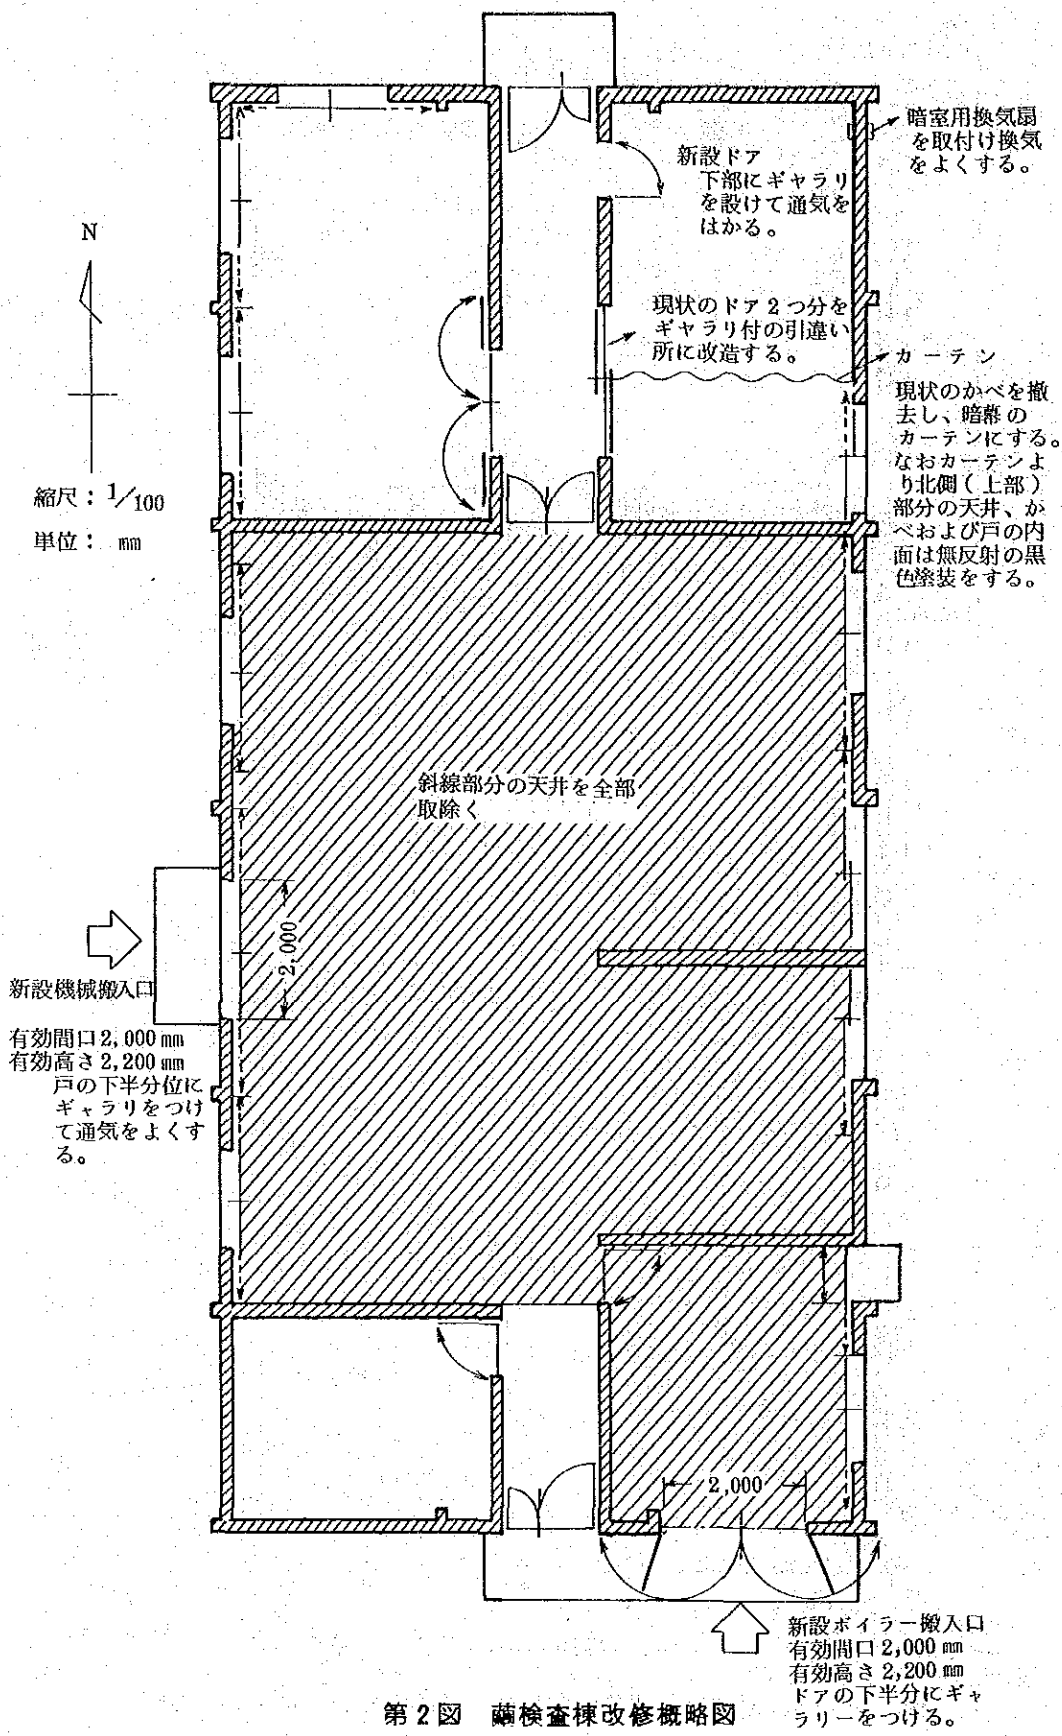 暗室用換気扇
を取付け換気
をよくする。
新設ドア
下部にギャラリ
を設けて通気を
はかる。
N
現状のドア2つ分を
ギャラリ付の引違い
所に改造する。
カーテン
現状のかべを撤
去し、暗幕の
カーテンにする。
なおカーテンよ
り北側(上部)
部分の天井、か
べおよび戸の内
面は無反射の黒
色塗装をする。
縮尺:1/100
単位: mm
斜線部分の天井を全部
取除く
2,000
新設機械搬入口
有効間口2,000mm
有効高さ2,200mm
戸の下半分位に
ギャラリをつけ
て通気をよくす
る。
2,000
新設ボイラー搬入口
有効間口2,000mm
有効高さ2,200mm
ドアの下半分にギャ
ラリーをつける。
第2図 繭検査棟改修概略図